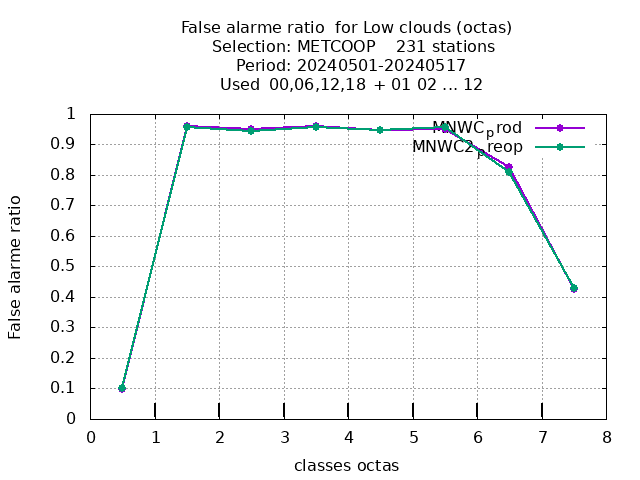 False alarme ratio  for Low clouds (octas)
Selection: METCOOP    231 stations
Period: 20240501-20240517
Used  00,06,12,18 + 01 02 ... 12
MNWCprod
MNWC2preop
1
0.9
0.8
0.7
0.6
0.5
0.4
0.3
0.2
0.1
0
False alarme ratio
0 1 2 3 4 5 6 7 8
classes octas